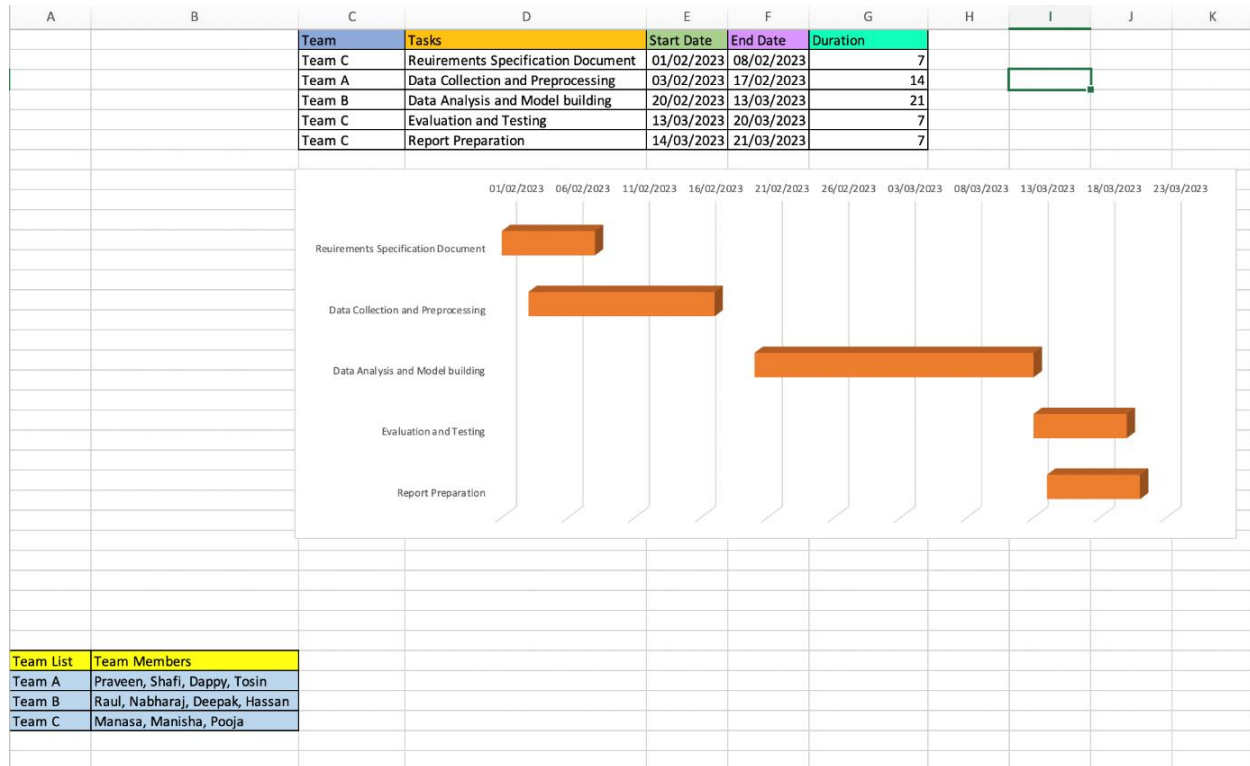 A B C D E F G H I J K
Team Tasks Start Date End Date Duration
Team C Reuirements Specification Document 01/02/2023 08/02/2023 7
Team A Data Collection and Preprocessing 03/02/2023 17/02/2023 14
Team B Data Analysis and Model building 20/02/2023 13/03/2023 21
Team C Evaluation and Testing 13/03/2023 20/03/2023 7
Team C Report Preparation 14/03/2023 21/03/2023 7
01/02/2023 06/02/2023 11/02/2023 16/02/2023 21/02/2023 26/02/2023 03/03/2023 08/03/2023 13/03/2023 18/03/2023 23/03/2023
Reuirements Specification Document
Data Collection and Preprocessing
Data Analysis and Model building
Evaluation and Testing
Report Preparation
Team List Team Members
Team A Praveen, Shafi, Dappy, Tosin
Team B Raul, Nabharaj, Deepak, Hassan
Team C Manasa, Manisha, Pooja